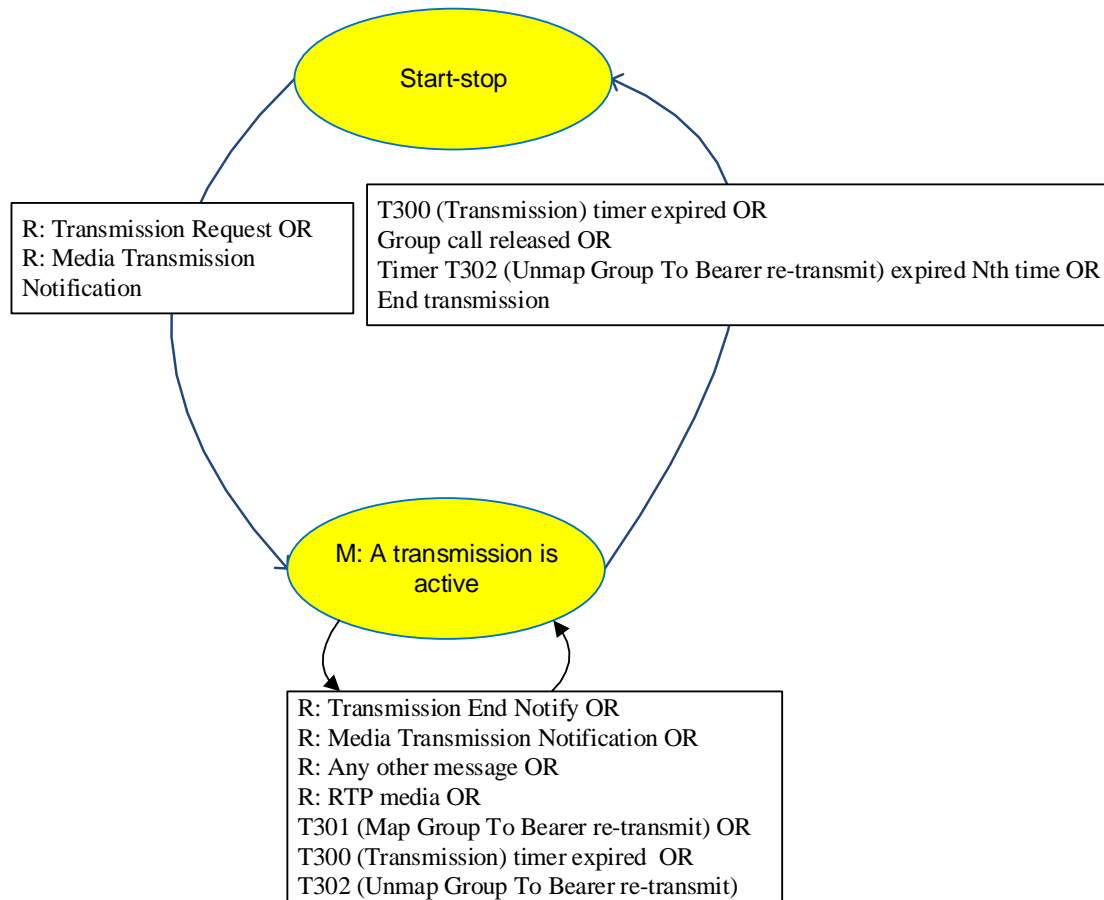 Start-stop
R: Transmission Request OR
R: Media Transmission
Notification
T300 (Transmission) timer expired OR
Group call released OR
Timer T302 (Unmap Group To Bearer re-transmit) expired Nth time OR
End transmission
M: A transmission is
active
R: Transmission End Notify OR
R: Media Transmission Notification OR
R: Any other message OR
R: RTP media OR
T301 (Map Group To Bearer re-transmit) OR
T300 (Transmission) timer expired  OR
T302 (Unmap Group To Bearer re-transmit)